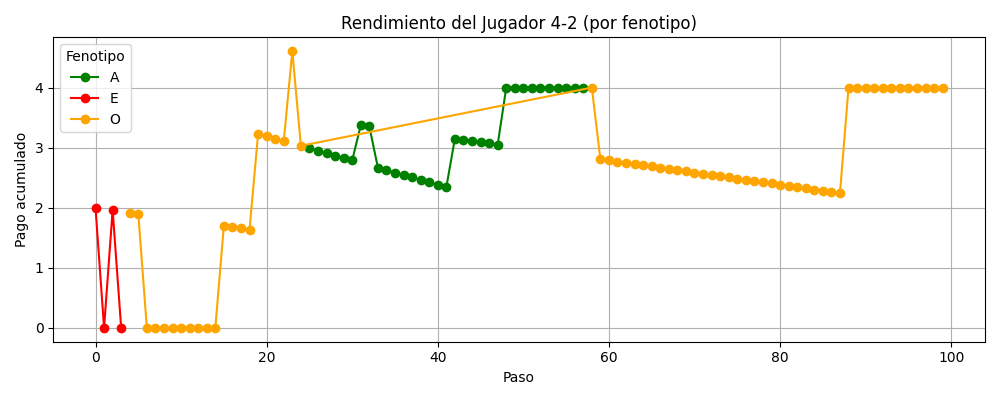 Rendimiento del Jugador 4-2 (por fenotipo)
Fenotipo
A
E
O
Pago acumulado
4
3
2
1
0
0 20 40 60 80 100
Paso